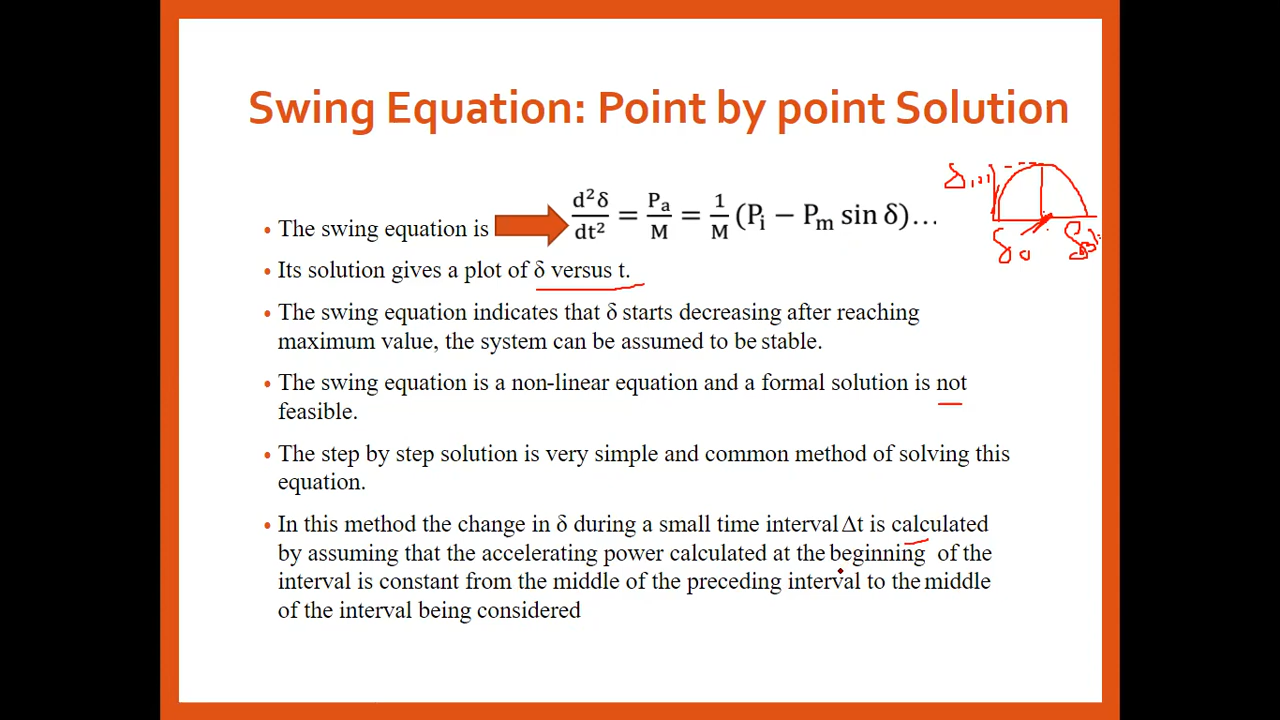 Swing Equation: Point by point Solution
• The swing equation is d²δ/dt² = Pₐ/M = 1/M (Pᵢ − Pₘ sin δ)…
• Its solution gives a plot of δ versus t.
• The swing equation indicates that δ starts decreasing after reaching
maximum value, the system can be assumed to be stable.
• The swing equation is a non-linear equation and a formal solution is not
feasible.
• The step by step solution is very simple and common method of solving this
equation.
• In this method the change in δ during a small time interval Δt is calculated
by assuming that the accelerating power calculated at the beginning of the
interval is constant from the middle of the preceding interval to the middle
of the interval being considered